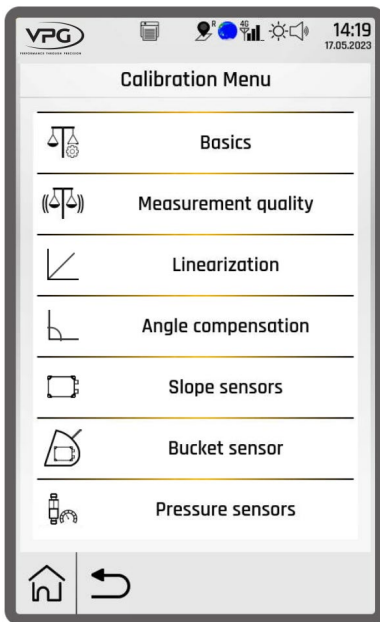 VPG
R
4G
14:19
17.05.2023
PERFORMANCE THROUGH PRECISION
Calibration Menu
Basics
Measurement quality
Linearization
Angle compensation
Slope sensors
Bucket sensor
Pressure sensors